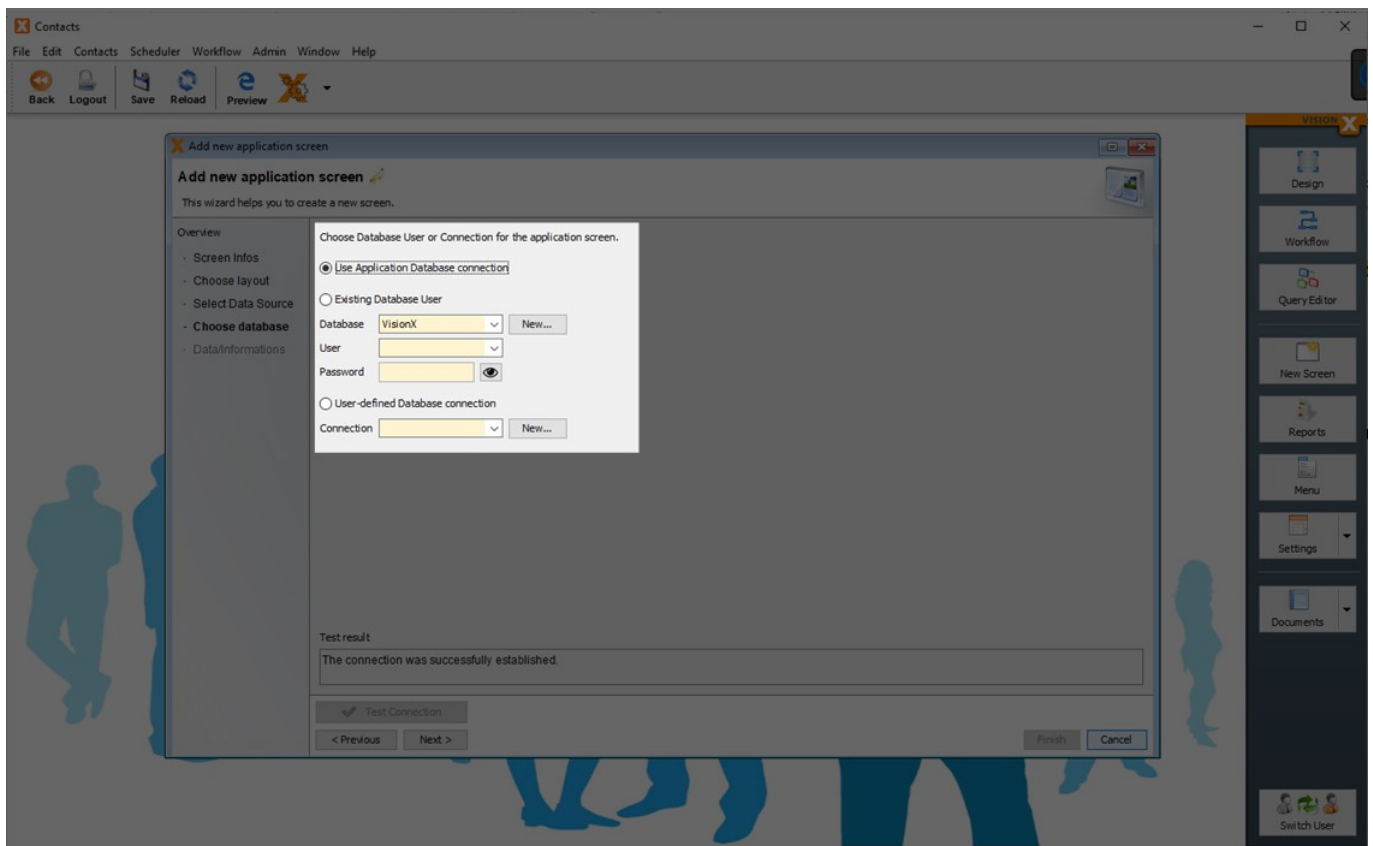 Contacts
File Edit Contacts Scheduler Workflow Admin Window Help
Back Logout Save Reload Preview
VISION X
Add new application screen
Add new application screen
This wizard helps you to create a new screen.
Overview
· Screen Infos
· Choose layout
· Select Data Source
· Choose database
· Data/Informations
Choose Database User or Connection for the application screen.
Use Application Database connection
Existing Database User
Database VisionX New...
User
Password
User-defined Database connection
Connection New...
Test result
The connection was successfully established.
Test Connection
< Previous Next > Finish Cancel
Design
Workflow
Query Editor
New Screen
Reports
Menu
Settings
Documents
Switch User